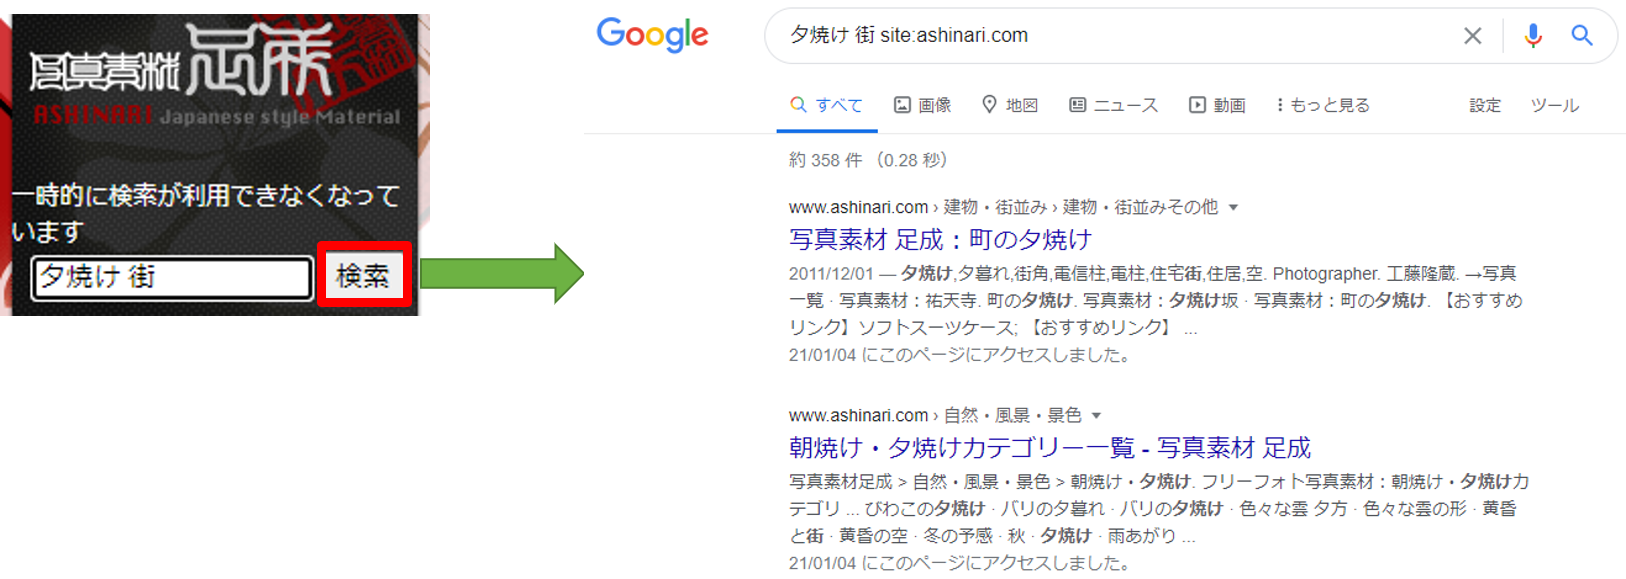 写真素材 足成
ASHINARI Japanese style Material
一時的に検索が利用できなくなって
います
夕焼け 街 検索
Google
夕焼け 街 site:ashinari.com
すべて 画像 地図 ニュース 動画 もっと見る 設定 ツール
約 358 件 （0.28 秒）
www.ashinari.com › 建物・街並み › 建物・街並みその他
写真素材 足成：町の夕焼け
2011/12/01 — 夕焼け,夕暮れ,街角,電信柱,電柱,住宅街,住居,空. Photographer. 工藤隆蔵. →写真
一覧 · 写真素材：祐天寺. 町の夕焼け. 写真素材：夕焼け坂 · 写真素材：町の夕焼け. 【おすすめ
リンク】ソフトスーツケース; 【おすすめリンク】 ...
21/01/04 にこのページにアクセスしました。
www.ashinari.com › 自然・風景・景色
朝焼け・夕焼けカテゴリー一覧 - 写真素材 足成
写真素材足成 > 自然・風景・景色 > 朝焼け・夕焼け. フリーフォト写真素材：朝焼け・夕焼けカ
テゴリ ... びわこの夕焼け · バリの夕暮れ · バリの夕焼け · 色々な雲 夕方 · 色々な雲の形 · 黄昏
と街 · 黄昏の空 · 冬の予感 · 秋 · 夕焼け · 雨あがり ...
21/01/04 にこのページにアクセスしました。